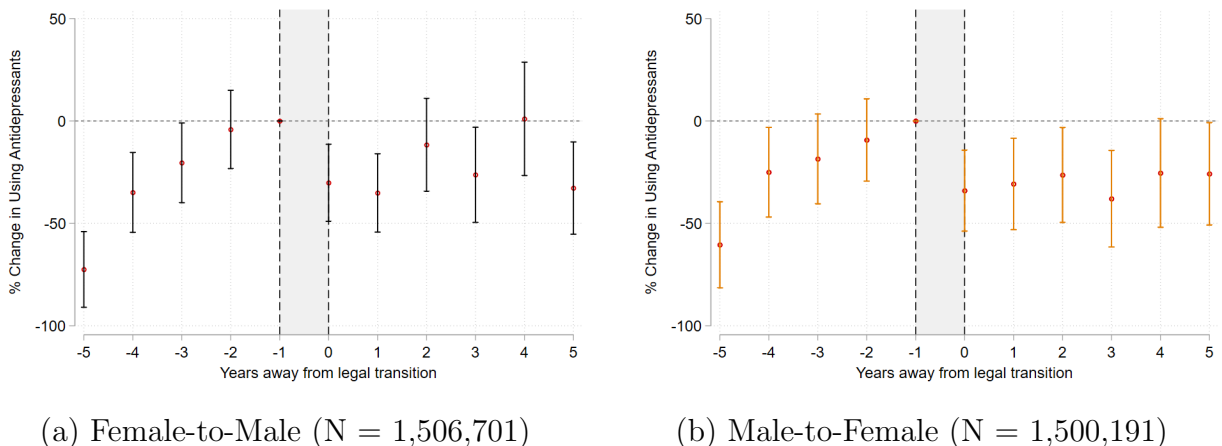 % Change in Using Antidepressants
50
0
-50
-100
-5 -4 -3 -2 -1 0 1 2 3 4 5
Years away from legal transition
(a) Female-to-Male (N = 1,506,701)
% Change in Using Antidepressants
50
0
-50
-100
-5 -4 -3 -2 -1 0 1 2 3 4 5
Years away from legal transition
(b) Male-to-Female (N = 1,500,191)